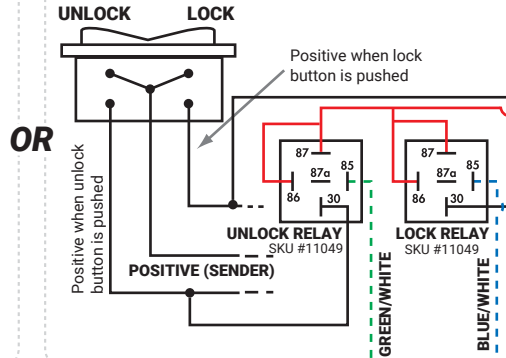 UNLOCK
LOCK
Positive when lock
button is pushed
OR
Positive when unlock
button is pushed
87
87a
85
86
30
87
87a
85
86
30
UNLOCK RELAY
SKU #11049
LOCK RELAY
SKU #11049
POSITIVE (SENDER)
GREEN/WHITE
BLUE/WHITE